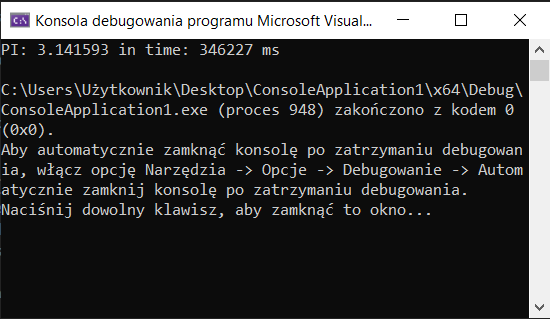 Konsola debugowania programu Microsoft Visual...
PI: 3.141593 in time: 346227 ms
C:\Users\Użytkownik\Desktop\ConsoleApplication1\x64\Debug\
ConsoleApplication1.exe (proces 948) zakończono z kodem 0
(0x0).
Aby automatycznie zamknąć konsolę po zatrzymaniu debugowan
ia, włącz opcję Narzędzia -> Opcje -> Debugowanie -> Autom
atycznie zamknij konsolę po zatrzymaniu debugowania.
Naciśnij dowolny klawisz, aby zamknąć to okno...